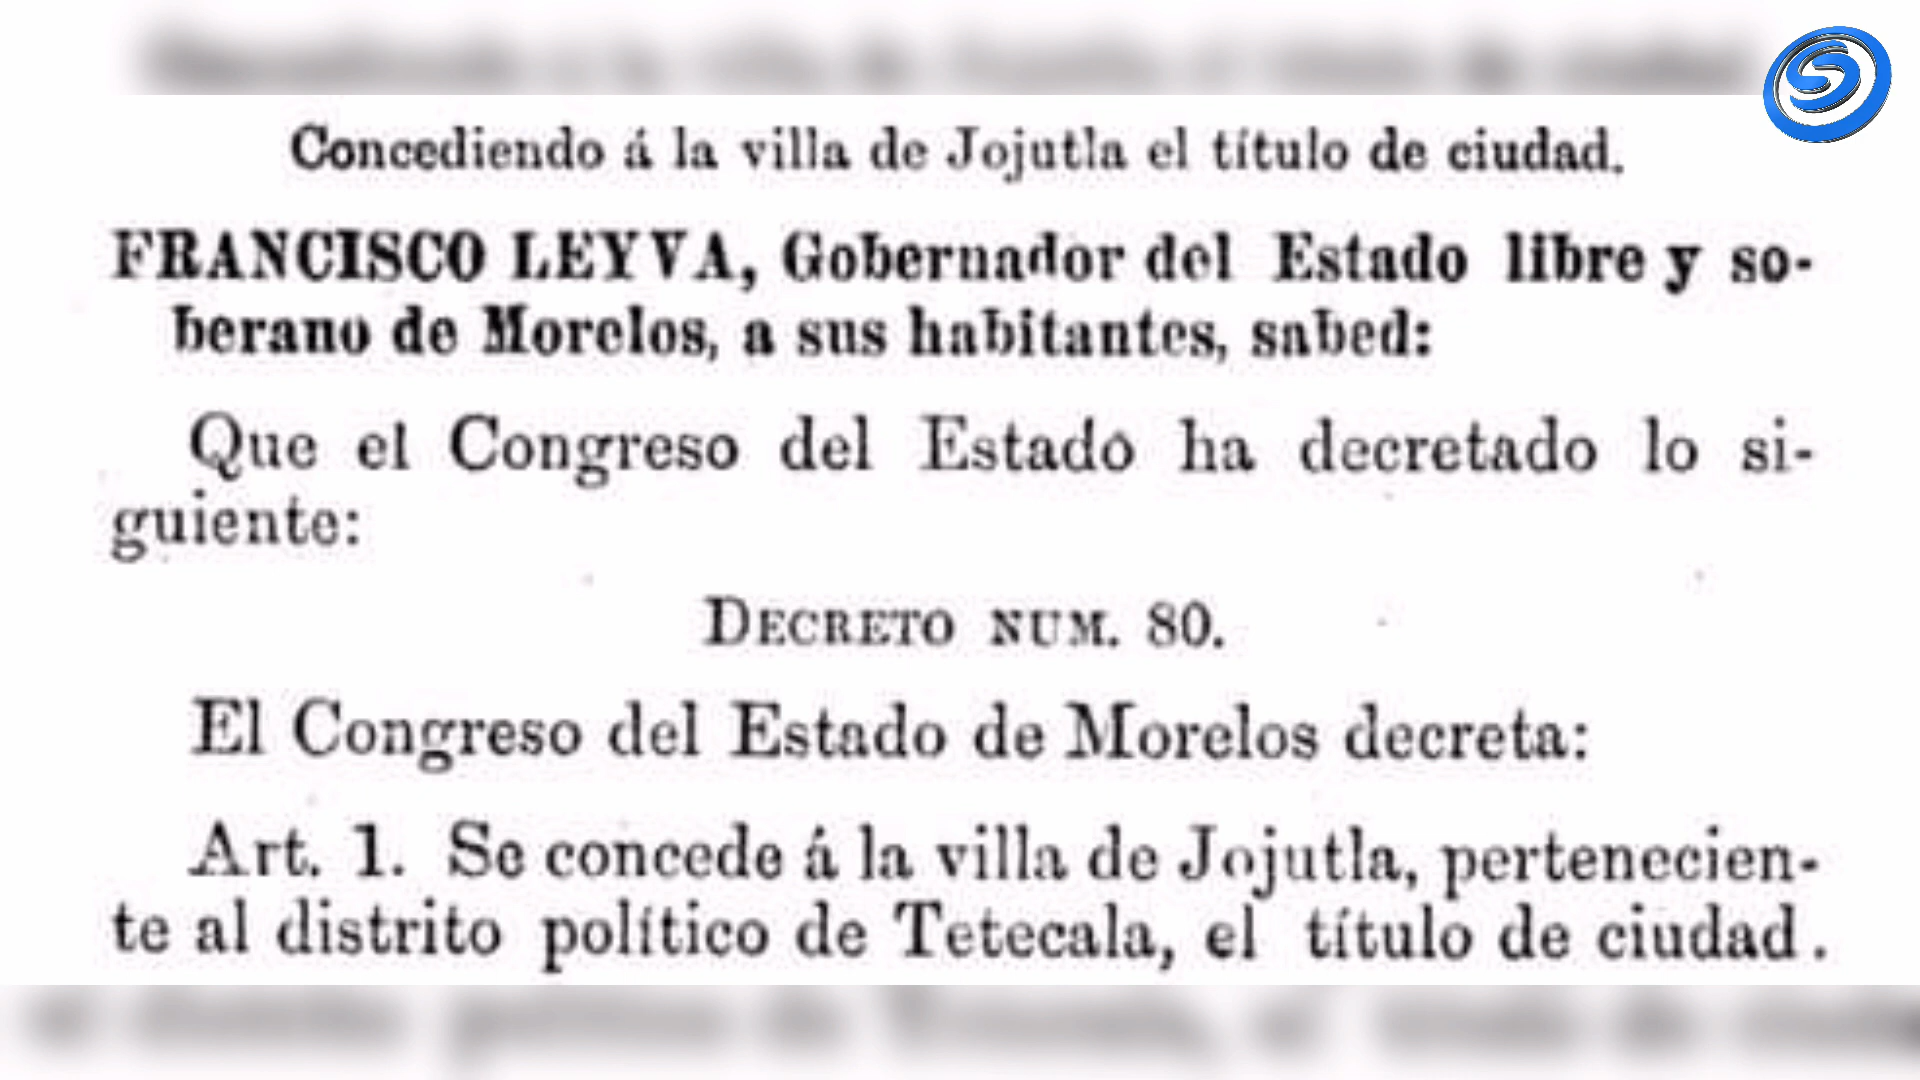 Concediendo á la villa de Jojutla el título de ciudad.
FRANCISCO LEYVA, Gobernador del Estado libre y so-
berano de Morelos, a sus habitantes, sabed:
Que el Congreso del Estado ha decretado lo si-
guiente:
DECRETO NUM. 80.
El Congreso del Estado de Morelos decreta:
Art. 1. Se concede á la villa de Jojutla, pertenecien-
te al distrito político de Tetecala, el título de ciudad.